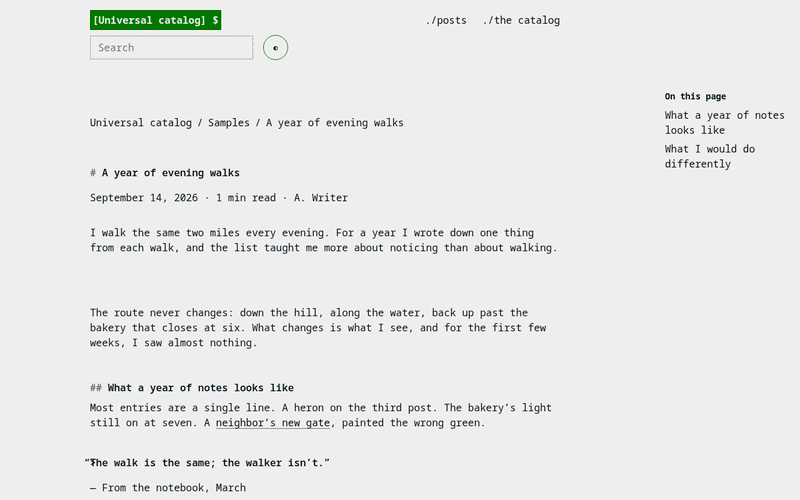 [Universal catalog] $
./posts ./the catalog
Search
On this page
What a year of notes
looks like
What I would do
differently
Universal catalog / Samples / A year of evening walks
# A year of evening walks
September 14, 2026 · 1 min read · A. Writer
I walk the same two miles every evening. For a year I wrote down one thing
from each walk, and the list taught me more about noticing than about walking.
The route never changes: down the hill, along the water, back up past the
bakery that closes at six. What changes is what I see, and for the first few
weeks, I saw almost nothing.
## What a year of notes looks like
Most entries are a single line. A heron on the third post. The bakery’s light
still on at seven. A neighbor’s new gate, painted the wrong green.
“The walk is the same; the walker isn’t.”
— From the notebook, March